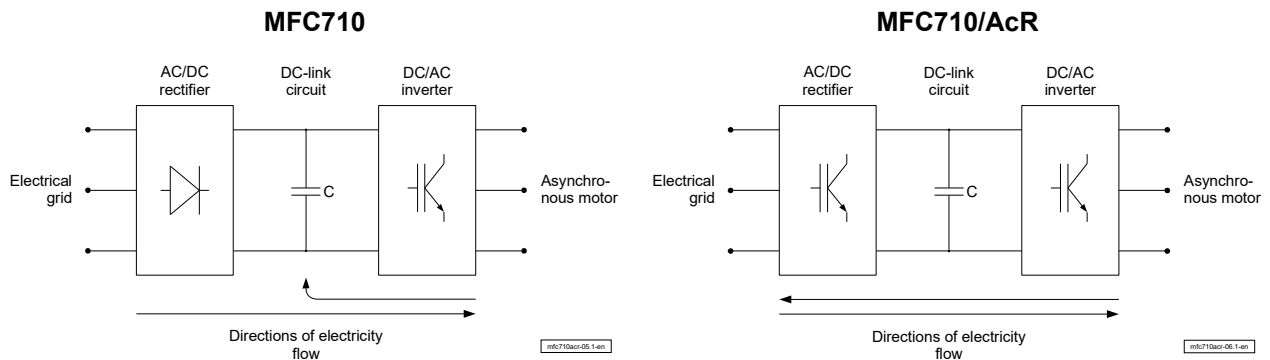 MFC710
AC/DC
rectifier
DC-link
circuit
DC/AC
inverter
Electrical
grid
C
Asynchro-
nous motor
Directions of electricity
flow
mfc710acr-05.1-en
MFC710/AcR
AC/DC
rectifier
DC-link
circuit
DC/AC
inverter
Electrical
grid
C
Asynchro-
nous motor
Directions of electricity
flow
mfc710acr-06.1-en